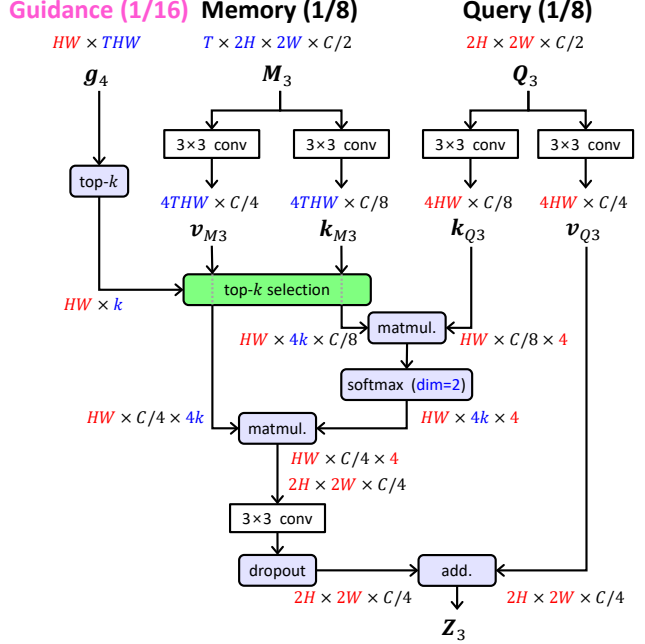 Guidance (1/16) Memory (1/8) Query (1/8)
HW × THW T × 2H × 2W × C/2 2H × 2W × C/2
g4 M3 Q3
3×3 conv 3×3 conv 3×3 conv 3×3 conv
top-k
4THW × C/4 4THW × C/8 4HW × C/8 4HW × C/4
vM3 kM3 kQ3 vQ3
top-k selection
HW × k
matmul.
HW × 4k × C/8 HW × C/8 × 4
softmax (dim=2)
HW × C/4 × 4k HW × 4k × 4
matmul.
HW × C/4 × 4
2H × 2W × C/4
3×3 conv
dropout add.
2H × 2W × C/4 2H × 2W × C/4
Z3